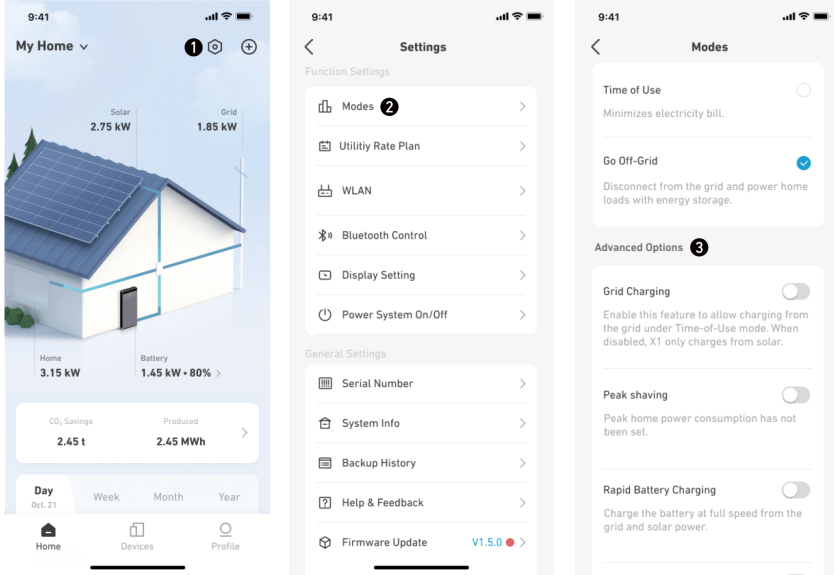 9:41
My Home
1
Solar
2.75 kW
Grid
1.85 kW
Home
3.15 kW
Battery
1.45 kW • 80%
CO₂ Savings
2.45 t
Produced
2.45 MWh
Day
Oct. 21
Week
Month
Year
Home
Devices
Profile
9:41
Settings
Function Settings
Modes 2
Utilitiy Rate Plan
WLAN
Bluetooth Control
Display Setting
Power System On/Off
General Settings
Serial Number
System Info
Backup History
Help & Feedback
Firmware Update V1.5.0
9:41
Modes
Time of Use
Minimizes electricity bill.
Go Off-Grid
Disconnect from the grid and power home
loads with energy storage.
Advanced Options 3
Grid Charging
Enable this feature to allow charging from
the grid under Time-of-Use mode. When
disabled, X1 only charges from solar.
Peak shaving
Peak home power consumption has not
been set.
Rapid Battery Charging
Charge the battery at full speed from the
grid and solar power.